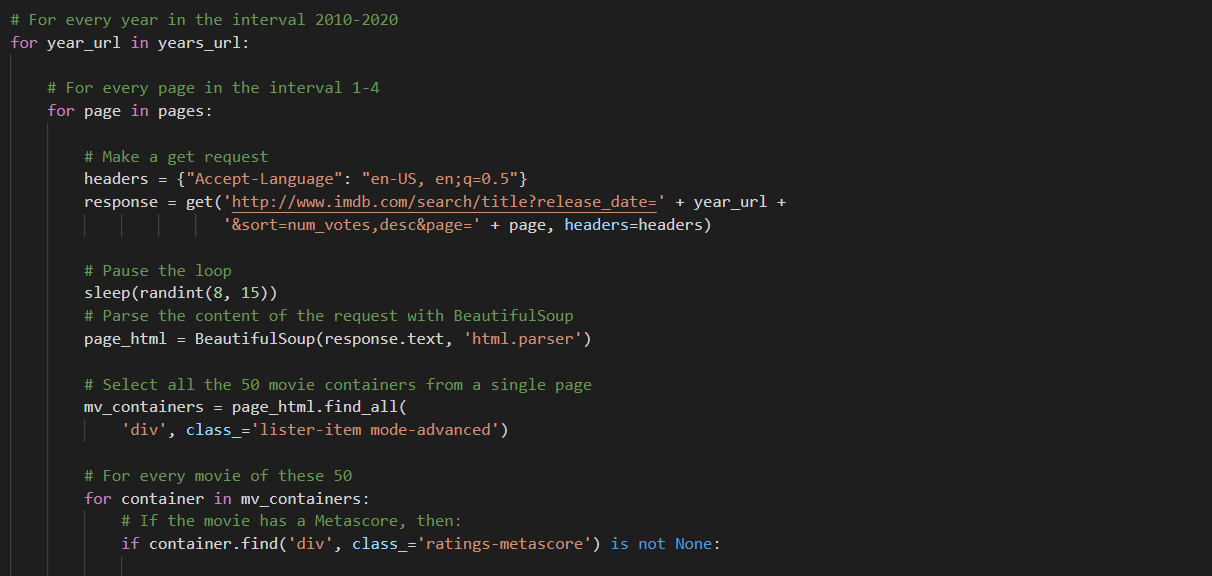 # For every year in the interval 2010-2020
for year_url in years_url:
# For every page in the interval 1-4
for page in pages:
# Make a get request
headers = {"Accept-Language": "en-US, en;q=0.5"}
response = get('http://www.imdb.com/search/title?release_date=' + year_url +
'&sort=num_votes,desc&page=' + page, headers=headers)
# Pause the loop
sleep(randint(8, 15))
# Parse the content of the request with BeautifulSoup
page_html = BeautifulSoup(response.text, 'html.parser')
# Select all the 50 movie containers from a single page
mv_containers = page_html.find_all(
'div', class_='lister-item mode-advanced')
# For every movie of these 50
for container in mv_containers:
# If the movie has a Metascore, then:
if container.find('div', class_='ratings-metascore') is not None: